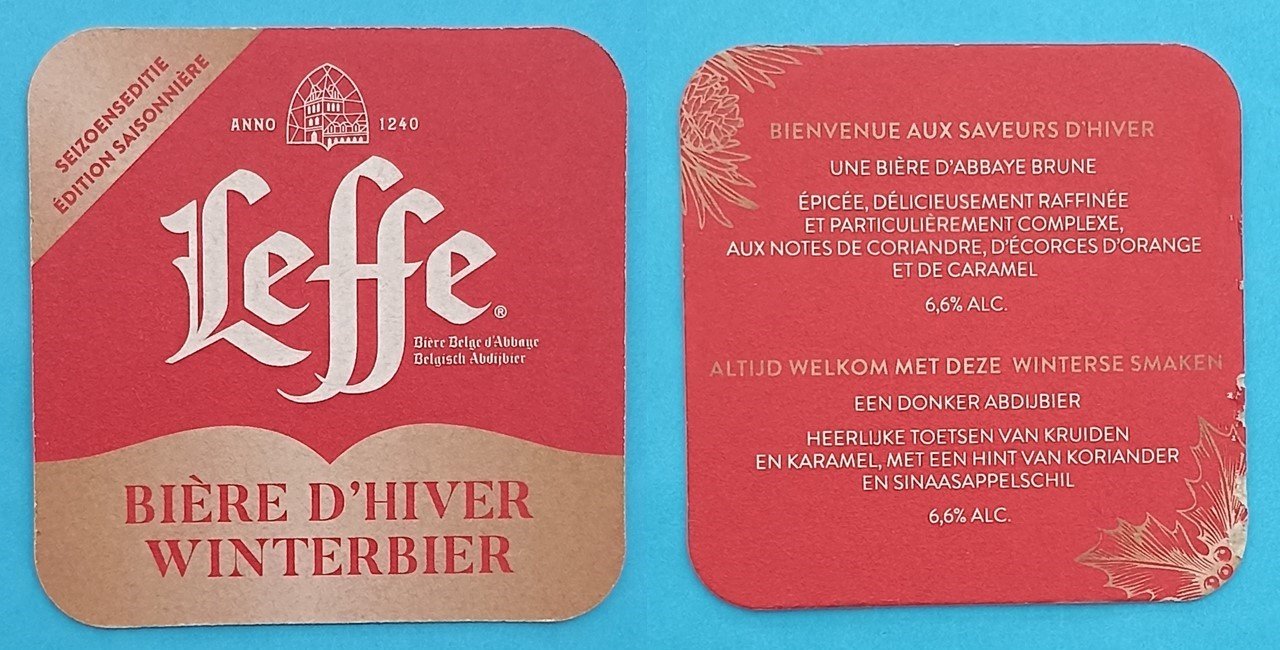 SEIZOENSEDITIE
ÉDITION SAISONNIÈRE
ANNO 1240
Leffe®
Bière Belge d'Abbaye
Belgisch Abdijbier
BIÈRE D'HIVER
WINTERBIER
BIENVENUE AUX SAVEURS D'HIVER
UNE BIÈRE D'ABBAYE BRUNE
ÉPICÉE, DÉLICIEUSEMENT RAFFINÉE
ET PARTICULIÈREMENT COMPLEXE,
AUX NOTES DE CORIANDRE, D'ÉCORCES D'ORANGE
ET DE CARAMEL
6,6% ALC.
ALTIJD WELKOM MET DEZE WINTERSE SMAKEN
EEN DONKER ABDIJBIER
HEERLIJKE TOETSEN VAN KRUIDEN
EN KARAMEL, MET EEN HINT VAN KORIANDER
EN SINAASAPPELSCHIL
6,6% ALC.